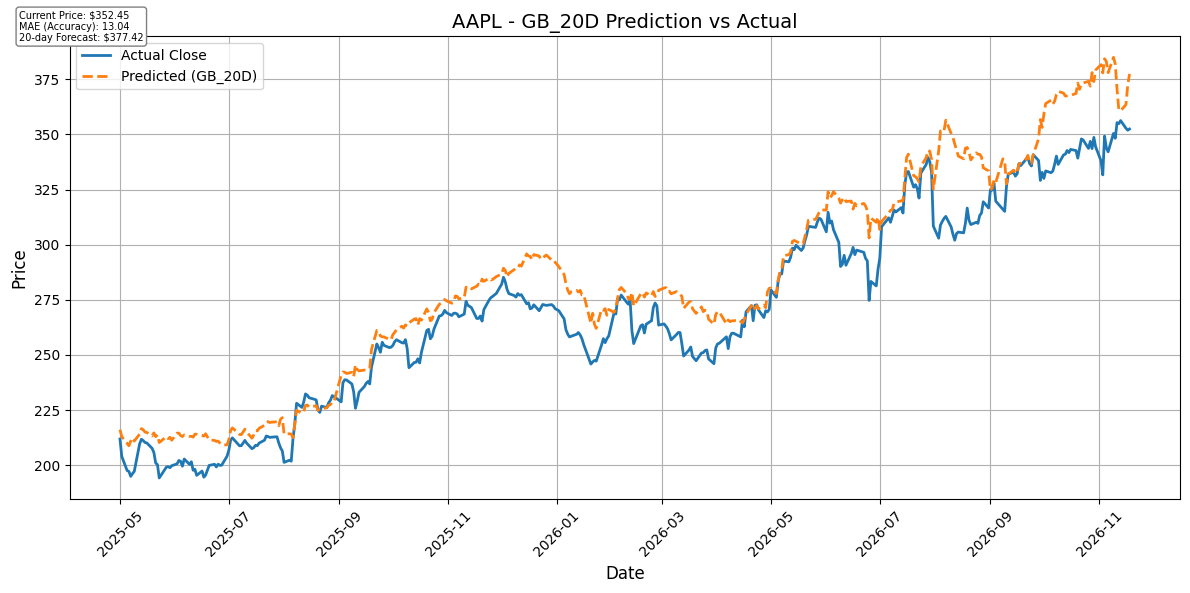 Current Price: $352.45
MAE (Accuracy): 13.04
20-day Forecast: $377.42
AAPL - GB_20D Prediction vs Actual
Actual Close
Predicted (GB_20D)
Price
375
350
325
300
275
250
225
200
2025-05
2025-07
2025-09
2025-11
2026-01
2026-03
2026-05
2026-07
2026-09
2026-11
Date